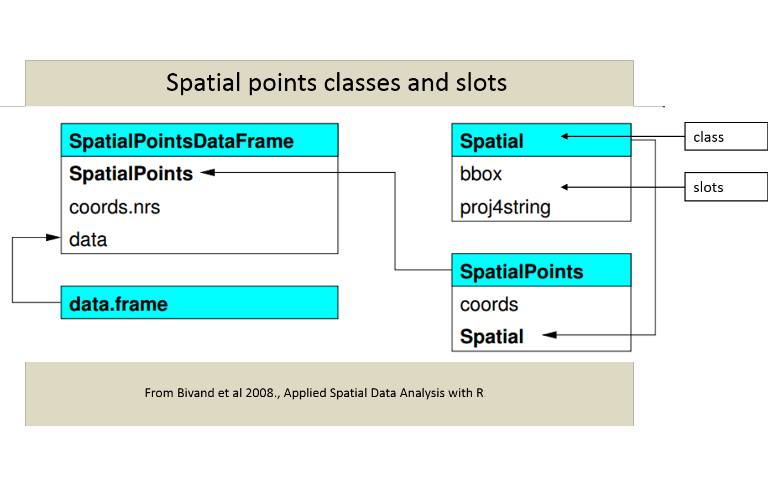 Spatial points classes and slots
SpatialPointsDataFrame
SpatialPoints
coords.nrs
data
data.frame
Spatial
bbox
proj4string
SpatialPoints
coords
Spatial
class
slots
From Bivand et al 2008., Applied Spatial Data Analysis with R